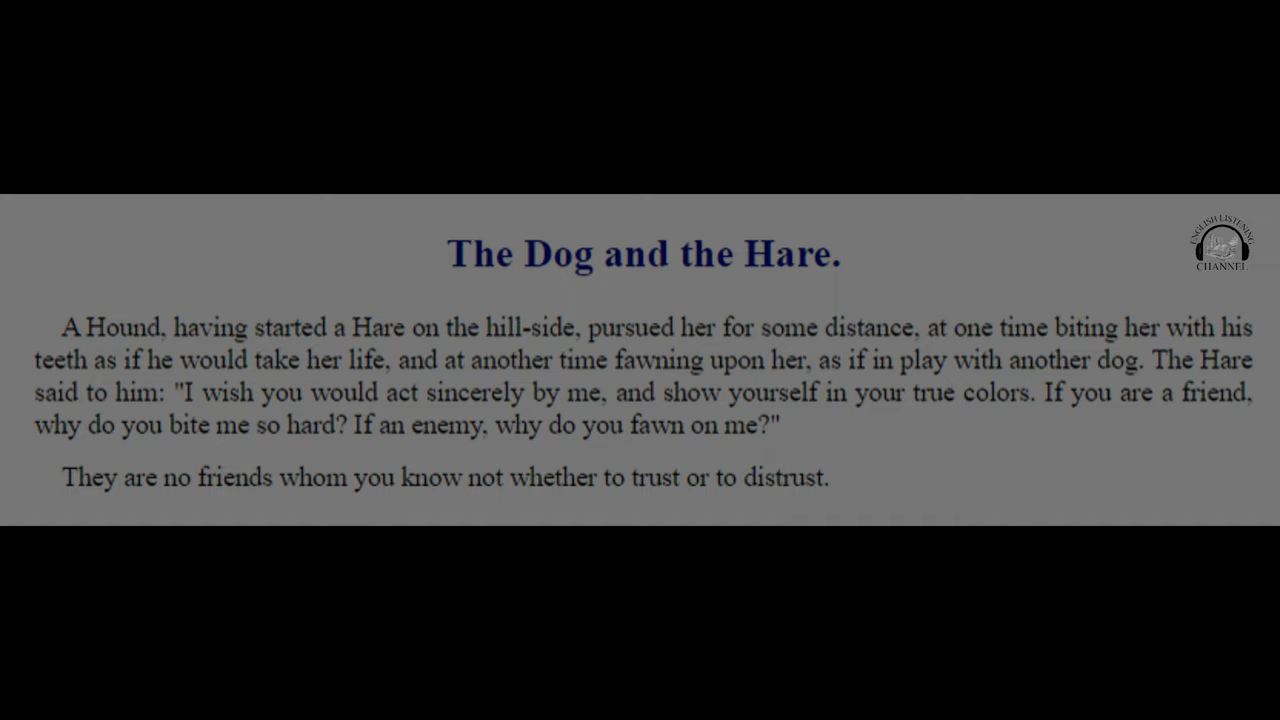 The Dog and the Hare.
ENGLISH LISTENING
CHANNEL
A Hound, having started a Hare on the hill-side, pursued her for some distance, at one time biting her with his
teeth as if he would take her life, and at another time fawning upon her, as if in play with another dog. The Hare
said to him: "I wish you would act sincerely by me, and show yourself in your true colors. If you are a friend,
why do you bite me so hard? If an enemy, why do you fawn on me?"
They are no friends whom you know not whether to trust or to distrust.